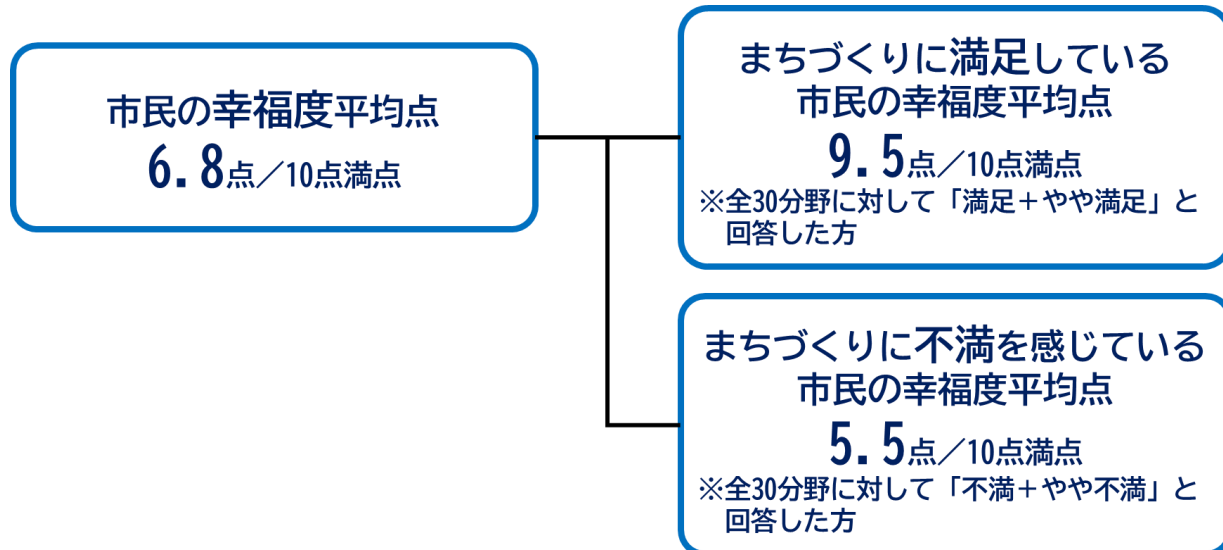 市民の幸福度平均点
6.8点／10点満点
まちづくりに満足している
市民の幸福度平均点
9.5点／10点満点
※全30分野に対して「満足＋やや満足」と
回答した方
まちづくりに不満を感じている
市民の幸福度平均点
5.5点／10点満点
※全30分野に対して「不満＋やや不満」と
回答した方